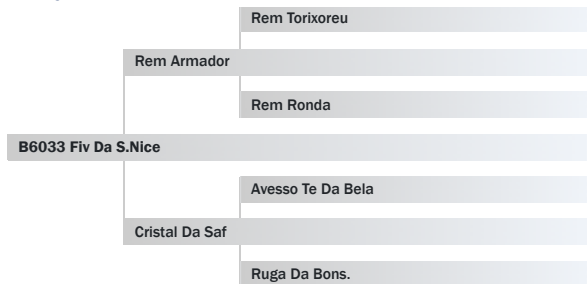 Rem Torixoreu
Rem Armador
Rem Ronda
B6033 Fiv Da S.Nice
Avesso Te Da Bela
Cristal Da Saf
Ruga Da Bons.